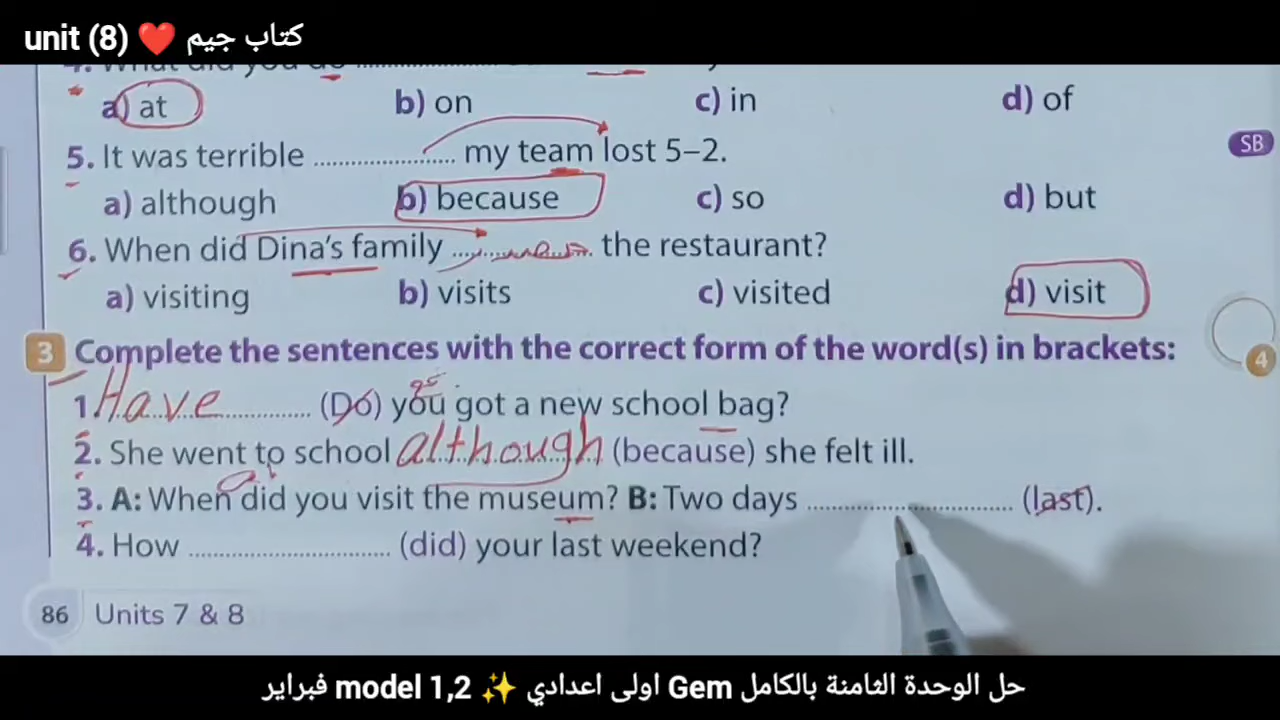 unit (8) ❤️ كتاب جيم
4. What did you do ....................
a) at b) on c) in d) of
5. It was terrible .................... my team lost 5–2. SB
a) although b) because c) so d) but
6. When did Dina's family .................... the restaurant?
a) visiting b) visits c) visited d) visit
3 Complete the sentences with the correct form of the word(s) in brackets: 4
1. Have .................... (Do) you got a new school bag?
2. She went to school although (because) she felt ill.
3. A: When did you visit the museum? B: Two days .................... (last).
4. How .................... (did) your last weekend?
86 Units 7 & 8
حل الوحدة الثامنة بالكامل Gem اولى اعدادي ✨ model 1,2 فبراير